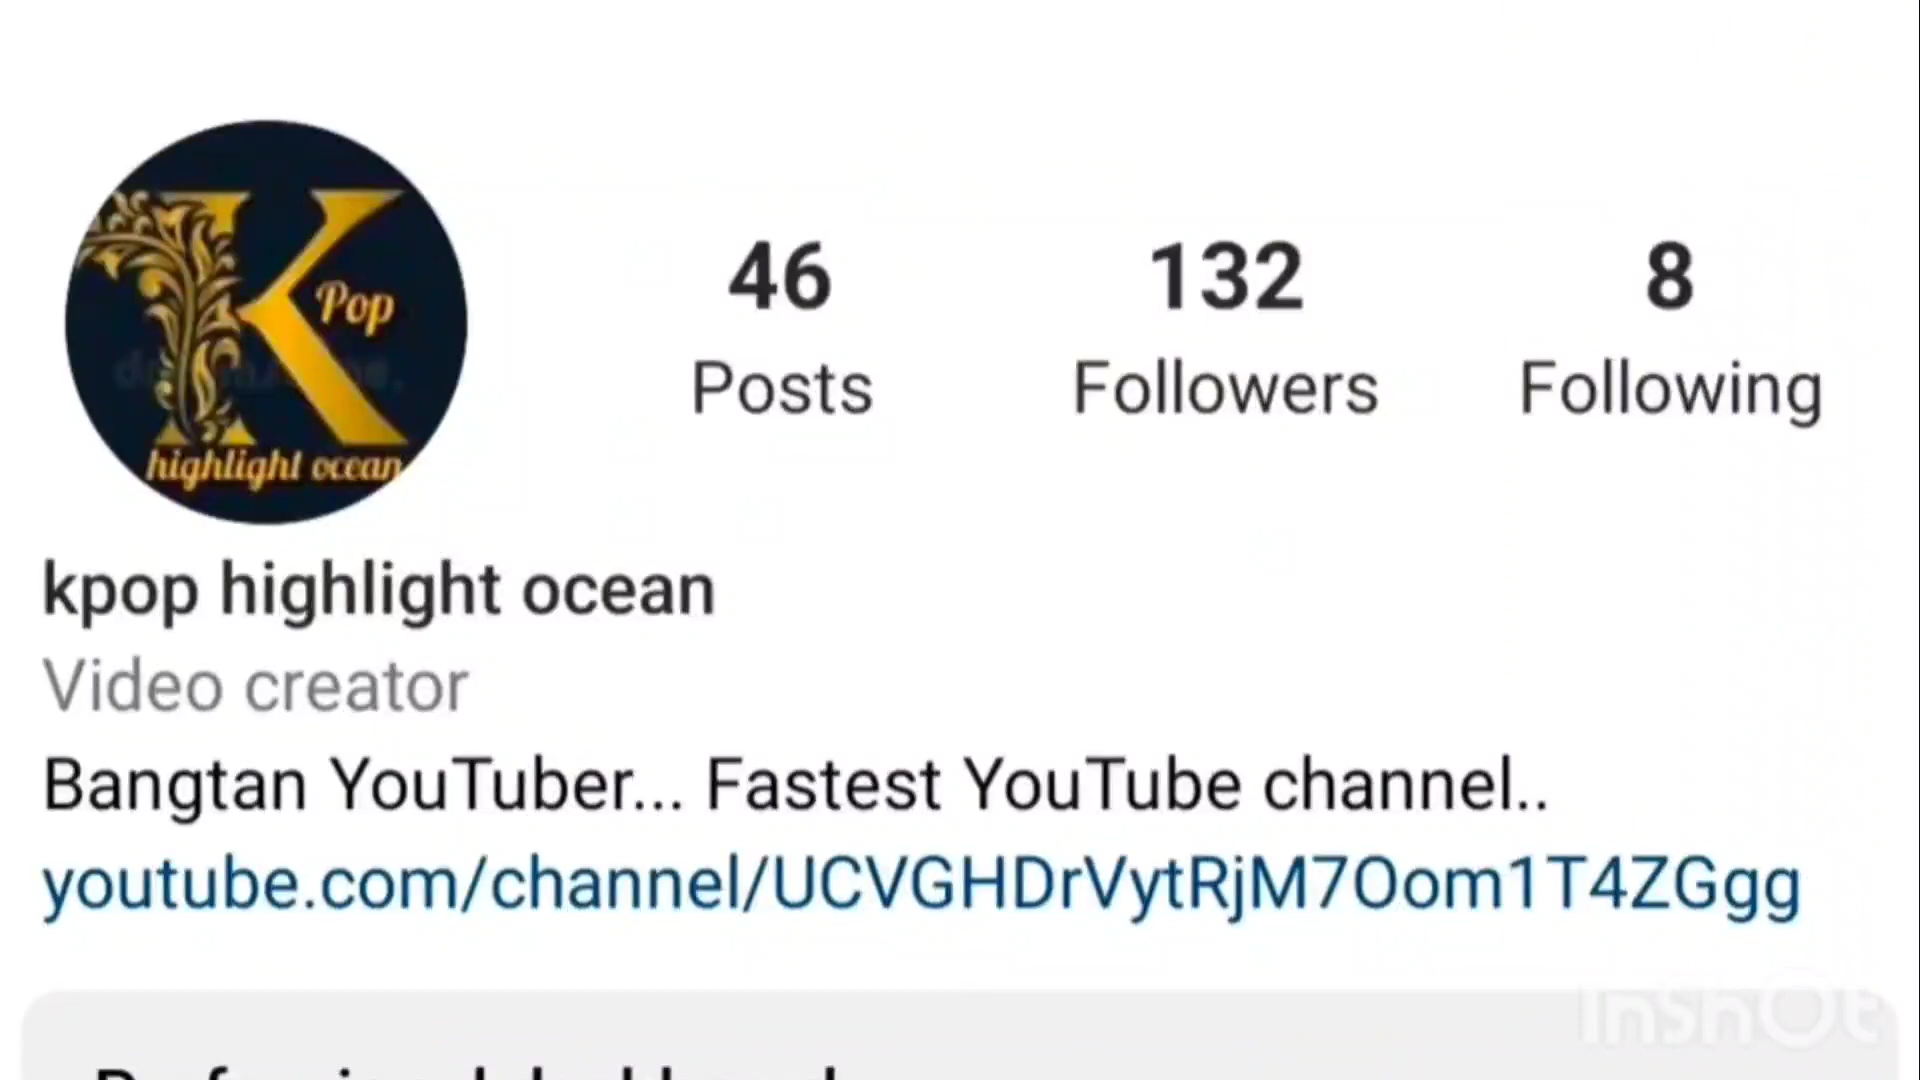 K
Pop
highlight ocean
46
132
8
Posts
Followers
Following
kpop highlight ocean
Video creator
Bangtan YouTuber... Fastest YouTube channel..
youtube.com/channel/UCVGHDrVytRjM7Oom1T4ZGgg
InShOt